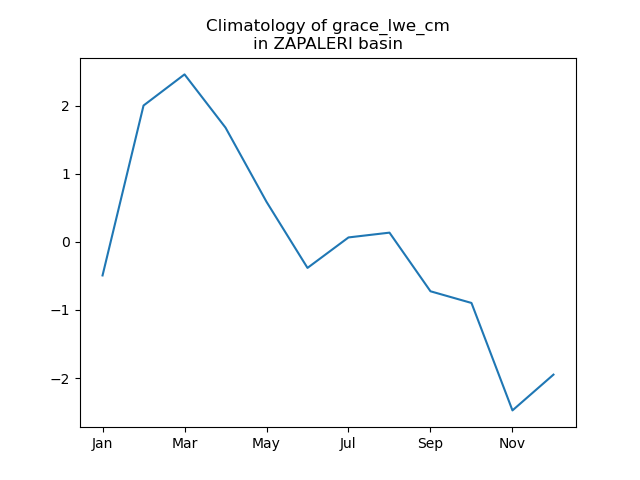 Climatology of grace_lwe_cm
in ZAPALERI basin
2
1
0
−1
−2
Jan
Mar
May
Jul
Sep
Nov